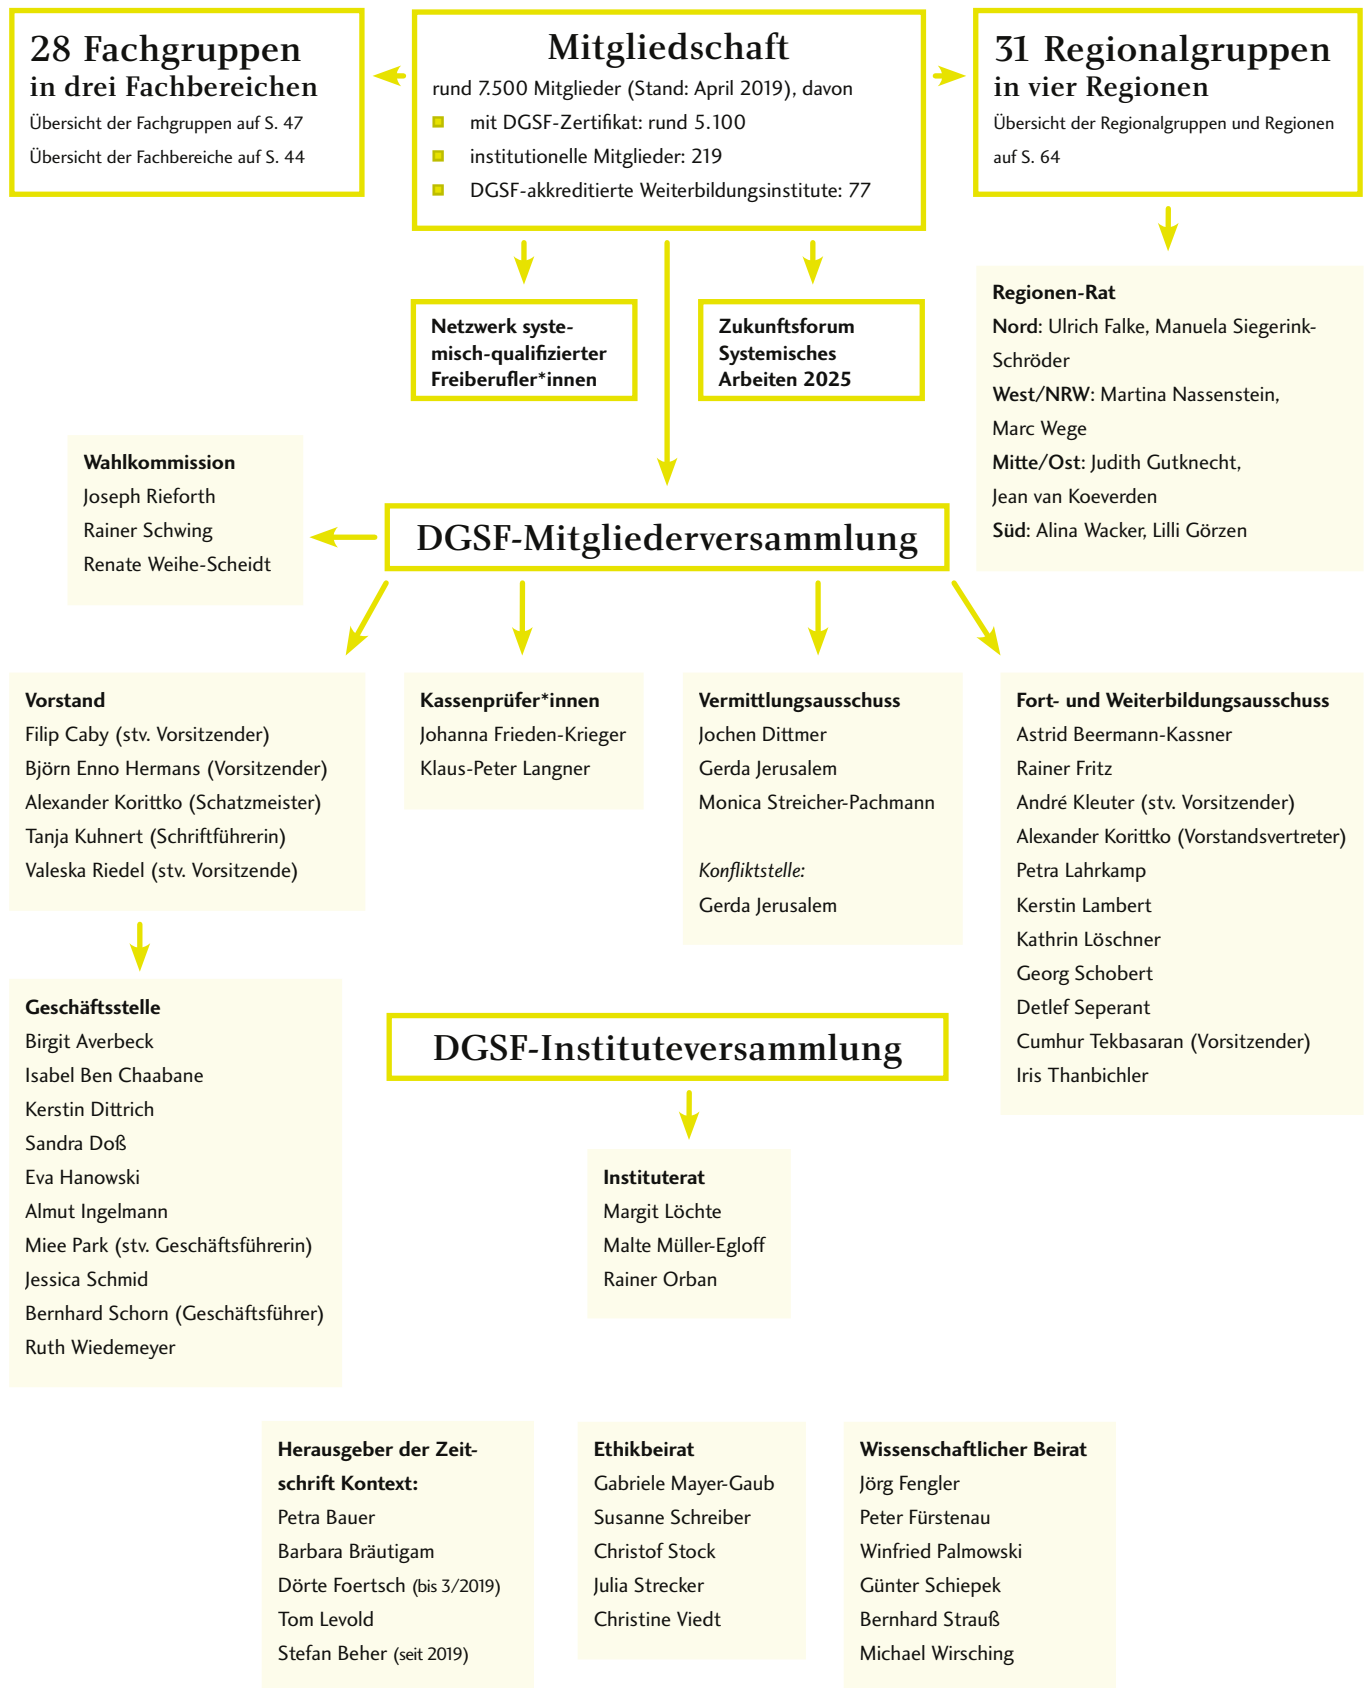 28 Fachgruppen
in drei Fachbereichen
Übersicht der Fachgruppen auf S. 47
Übersicht der Fachbereiche auf S. 44
Mitgliedschaft
rund 7.500 Mitglieder (Stand: April 2019), davon
mit DGSF-Zertifikat: rund 5.100
institutionelle Mitglieder: 219
DGSF-akkreditierte Weiterbildungsinstitute: 77
31 Regionalgruppen
in vier Regionen
Übersicht der Regionalgruppen und Regionen
auf S. 64
Netzwerk syste-
misch-qualifizierter
Freiberufler*innen
Zukunftsforum
Systemisches
Arbeiten 2025
Regionen-Rat
Nord: Ulrich Falke, Manuela Siegerink-
Schröder
West/NRW: Martina Nassenstein,
Marc Wege
Mitte/Ost: Judith Gutknecht,
Jean van Koeverden
Süd: Alina Wacker, Lilli Görzen
Wahlkommission
Joseph Rieforth
Rainer Schwing
Renate Weihe-Scheidt
DGSF-Mitgliederversammlung
Vorstand
Filip Caby (stv. Vorsitzender)
Björn Enno Hermans (Vorsitzender)
Alexander Korittko (Schatzmeister)
Tanja Kuhnert (Schriftführerin)
Valeska Riedel (stv. Vorsitzende)
Kassenprüfer*innen
Johanna Frieden-Krieger
Klaus-Peter Langner
Vermittlungsausschuss
Jochen Dittmer
Gerda Jerusalem
Monica Streicher-Pachmann
Konfliktstelle:
Gerda Jerusalem
Fort- und Weiterbildungsausschuss
Astrid Beermann-Kassner
Rainer Fritz
André Kleuter (stv. Vorsitzender)
Alexander Korittko (Vorstandsvertreter)
Petra Lahrkamp
Kerstin Lambert
Kathrin Löschner
Georg Schobert
Detlef Seperant
Cumhur Tekbasaran (Vorsitzender)
Iris Thanbichler
Geschäftsstelle
Birgit Averbeck
Isabel Ben Chaabane
Kerstin Dittrich
Sandra Doß
Eva Hanowski
Almut Ingelmann
Miee Park (stv. Geschäftsführerin)
Jessica Schmid
Bernhard Schorn (Geschäftsführer)
Ruth Wiedemeyer
DGSF-Instituteversammlung
Instituterat
Margit Löchte
Malte Müller-Egloff
Rainer Orban
Herausgeber der Zeit-
schrift Kontext:
Petra Bauer
Barbara Bräutigam
Dörte Foertsch (bis 3/2019)
Tom Levold
Stefan Beher (seit 2019)
Ethikbeirat
Gabriele Mayer-Gaub
Susanne Schreiber
Christof Stock
Julia Strecker
Christine Viedt
Wissenschaftlicher Beirat
Jörg Fengler
Peter Fürstenau
Winfried Palmowski
Günter Schiepek
Bernhard Strauß
Michael Wirsching